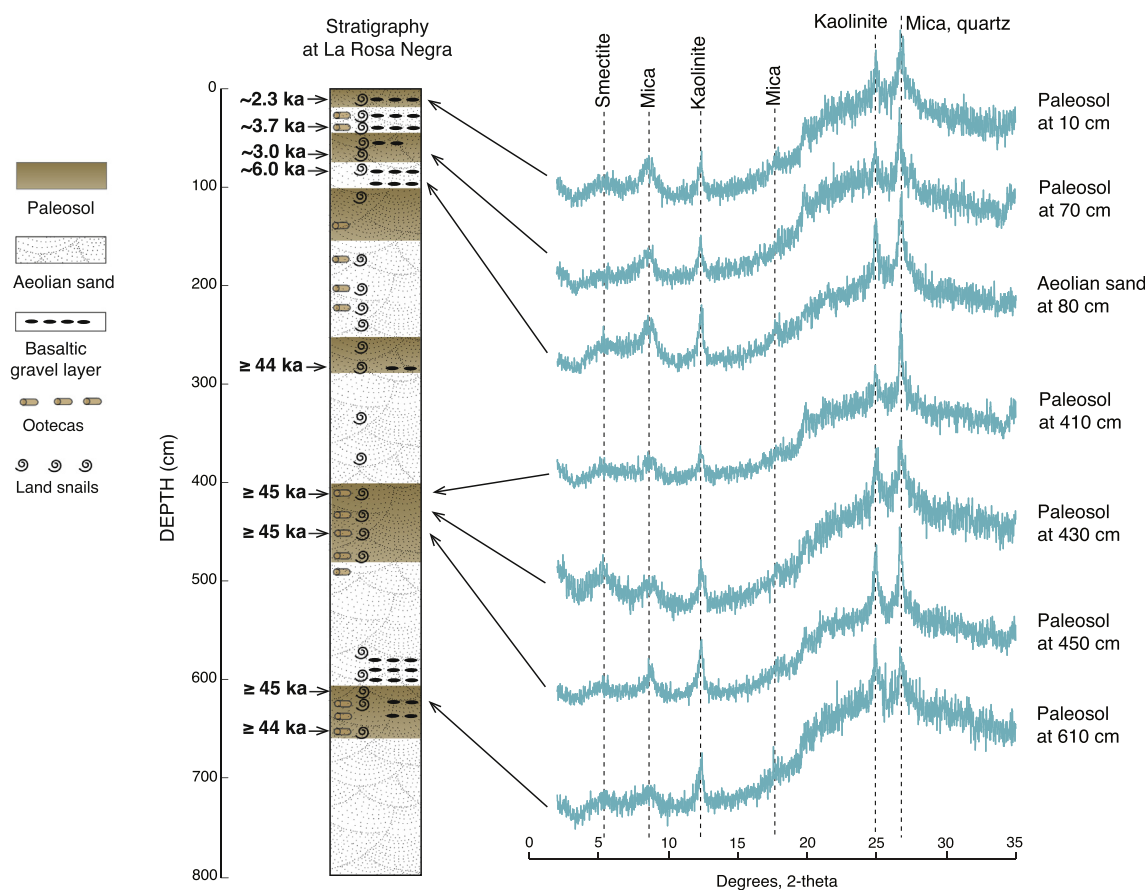 Stratigraphy
at La Rosa Negra
Smectite
Mica
Kaolinite
Mica
Kaolinite
Mica, quartz
Paleosol
Aeolian sand
Basaltic
gravel layer
Ootecas
Land snails
DEPTH (cm)
0
100
200
300
400
500
600
700
800
~2.3 ka
~3.7 ka
~3.0 ka
~6.0 ka
≥ 44 ka
≥ 45 ka
≥ 45 ka
≥ 45 ka
≥ 44 ka
Paleosol
at 10 cm
Paleosol
at 70 cm
Aeolian sand
at 80 cm
Paleosol
at 410 cm
Paleosol
at 430 cm
Paleosol
at 450 cm
Paleosol
at 610 cm
0
5
10
15
20
25
30
35
Degrees, 2-theta